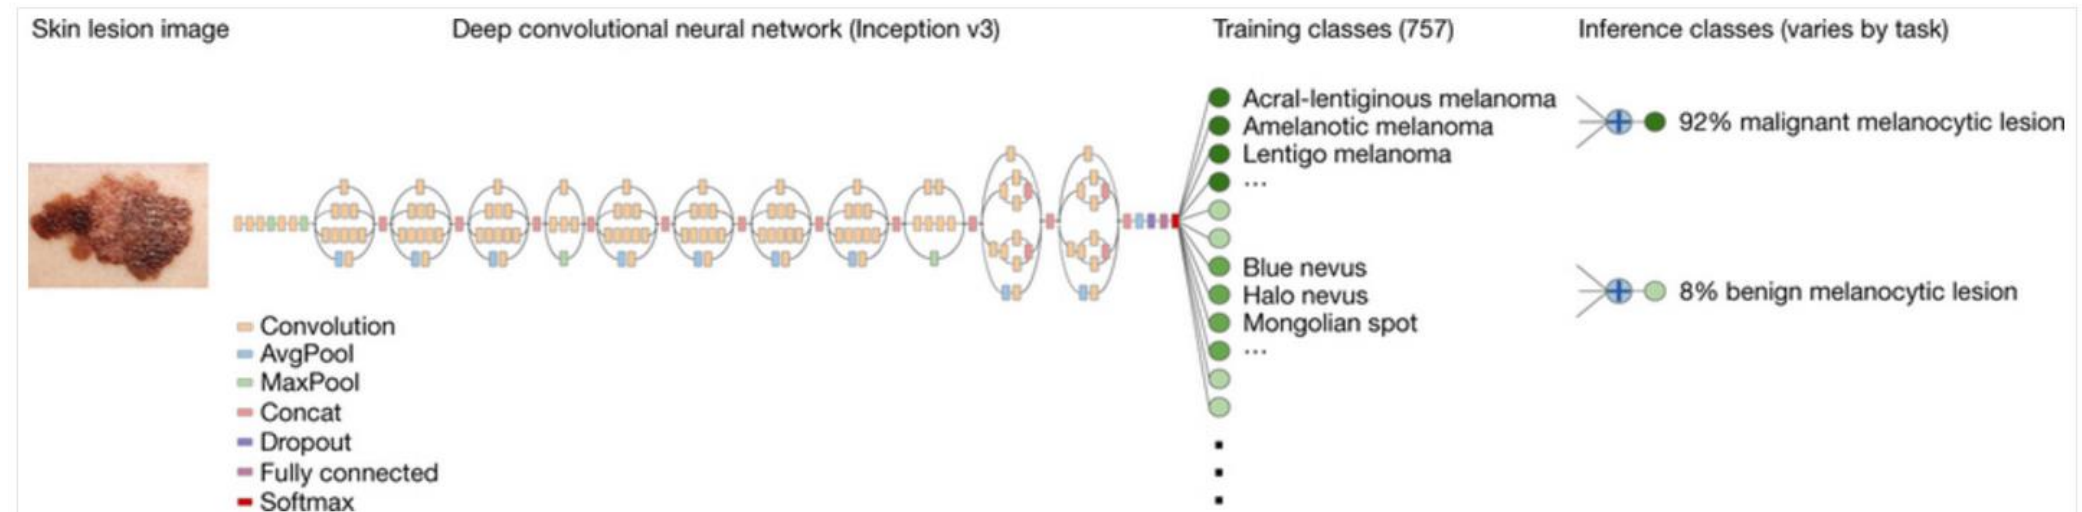 Skin lesion image
Deep convolutional neural network (Inception v3)
Training classes (757)
Inference classes (varies by task)
Acral-lentiginous melanoma
Amelanotic melanoma
Lentigo melanoma
...
Blue nevus
Halo nevus
Mongolian spot
...
92% malignant melanocytic lesion
8% benign melanocytic lesion
Convolution
AvgPool
MaxPool
Concat
Dropout
Fully connected
Softmax